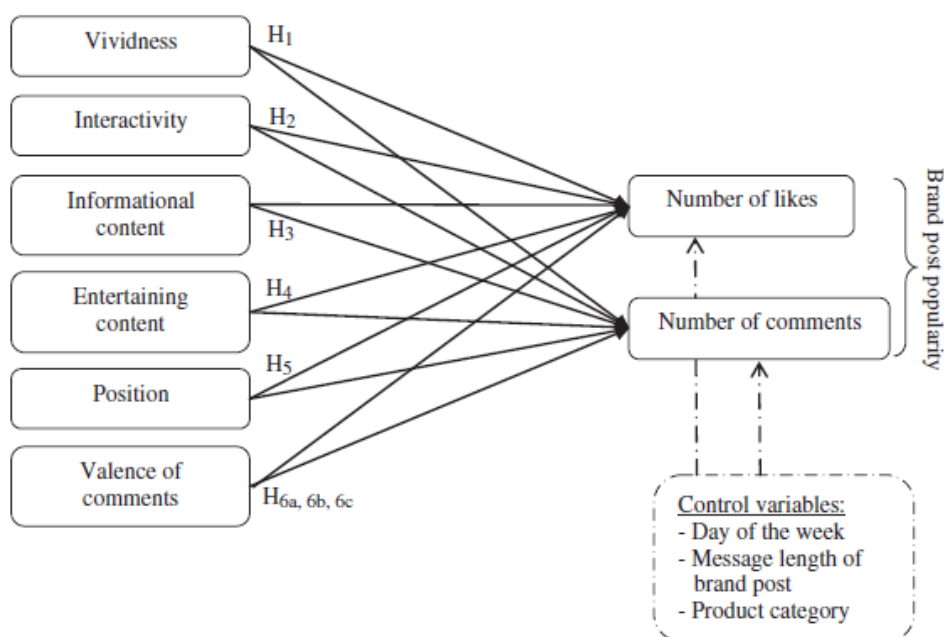 Vividness
H1
Interactivity
H2
Informational
content
H3
Entertaining
content
H4
Position
H5
Valence of
comments
H6a, 6b, 6c
Number of likes
Number of comments
Brand post popularity
Control variables:
- Day of the week
- Message length of
brand post
- Product category